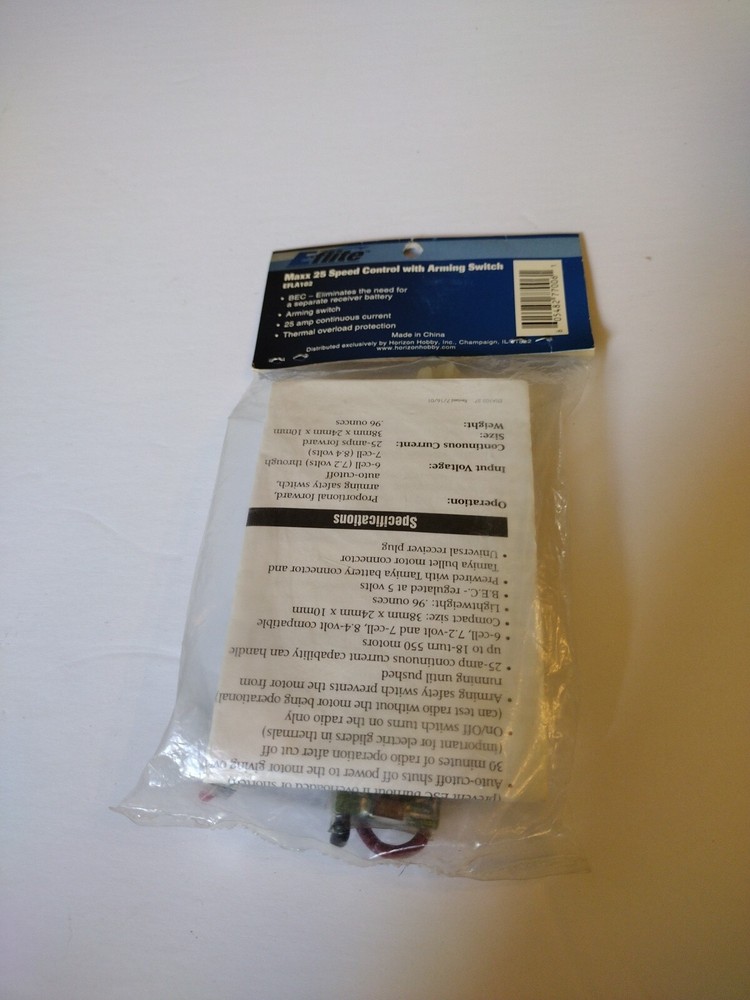 E-flite
Maxx 25 Speed Control with Arming Switch
EFLA103
• BEC – Eliminates the need for
a separate receiver battery
• Arming switch
• 25 amp continuous current
• Thermal overload protection
Made in China
Distributed exclusively by Horizon Hobby, Inc., Champaign, IL
www.horizonhobby.com
(prevent ESC burnout if overloaded or shorted)
• Auto-cutoff shuts off power to the motor giving
30 minutes of radio operation after cut off
(important for electric gliders in thermals)
• On/Off switch turns on the radio only
(can test radio without the motor being operational
• Arming safety switch prevents the motor from
running until pushed
• 25-amp continuous current capability can handle
up to 18-turn 550 motors
• 6-cell, 7.2-volt and 7-cell, 8.4-volt compatible
• Compact size: 38mm x 24mm x 10mm
• Lightweight: .96 ounces
• B.E.C.- regulated at 5 volts
• Prewired with Tamiya battery connector and
Tamiya bullet motor connector
• Universal receiver plug
Specifications
Operation: Proportional forward,
arming safety switch,
auto-cutoff
Input Voltage: 6-cell (7.2 volts) through
7-cell (8.4 volts)
Continuous Current: 25-amps forward
Size: 38mm x 24mm x 10mm
Weight: .96 ounces